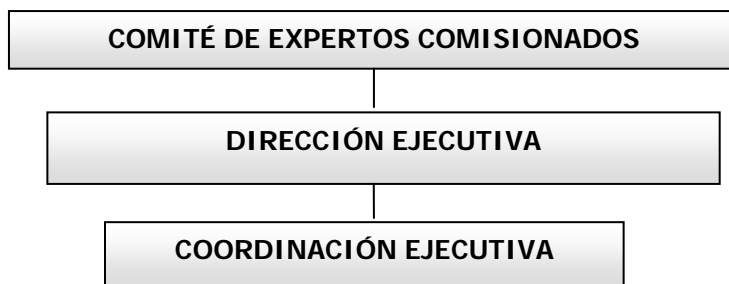 COMITÉ DE EXPERTOS COMISIONADOS
DIRECCIÓN EJECUTIVA
COORDINACIÓN EJECUTIVA